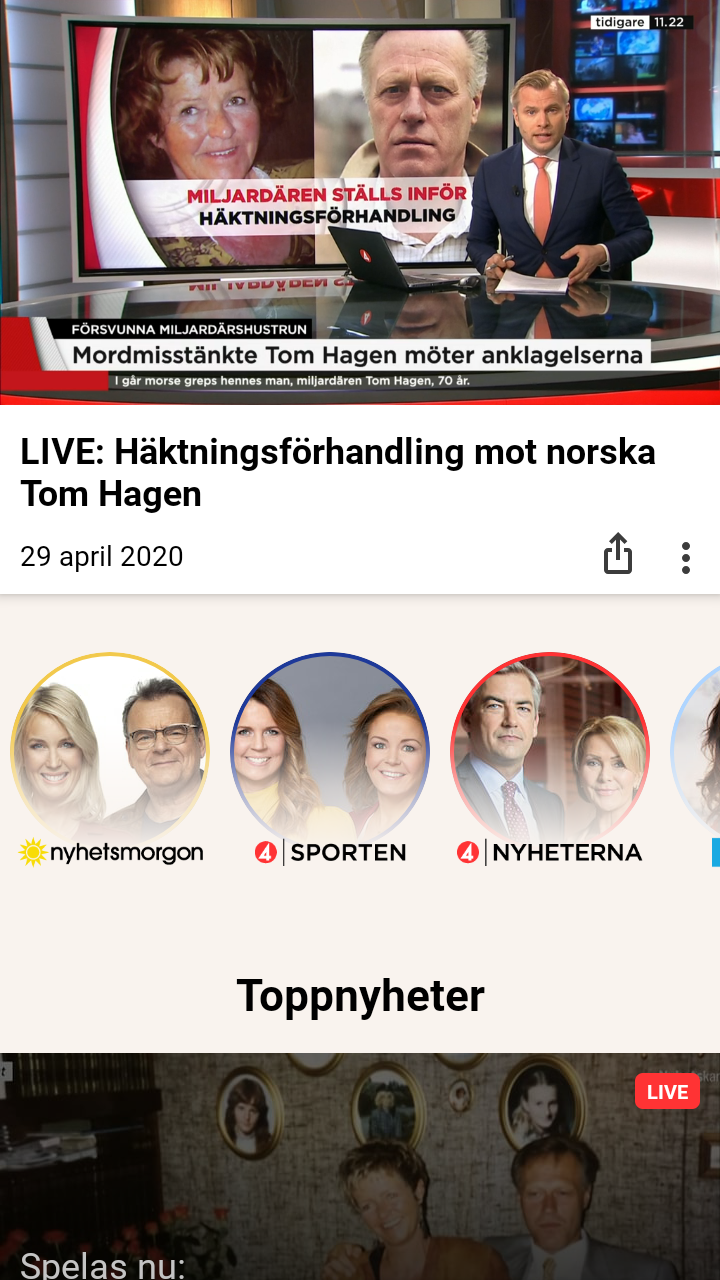 tidigare 11.22
MILJARDÄREN STÄLLS INFÖR
HÄKTNINGSFÖRHANDLING
4
FÖRSVUNNA MILJARDÄRSHUSTRUN
Mordmisstänkte Tom Hagen möter anklagelserna
I går morse greps hennes man, miljardären Tom Hagen, 70 år.
LIVE: Häktningsförhandling mot norska
Tom Hagen
29 april 2020
nyhetsmorgon
4 SPORTEN
4 NYHETERNA
Toppnyheter
LIVE
Spelas nu: